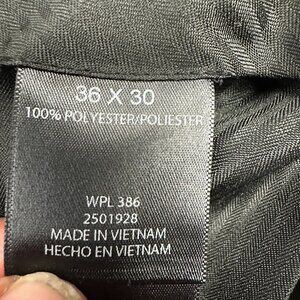 36 X 30
100% POLYESTER/POLIESTER
WPL 386
2501928
MADE IN VIETNAM
HECHO EN VIETNAM